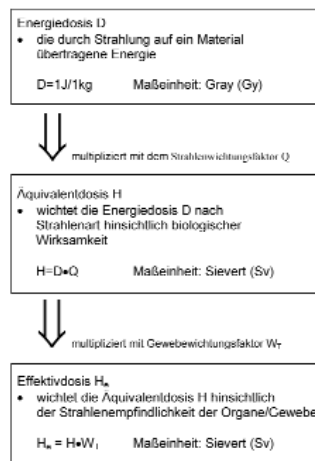 Energiedosis D
• die durch Strahlung auf ein Material
übertragene Energie
D=1J/1kg Maßeinheit: Gray (Gy)
multipliziert mit dem Strahlenwichtungsfaktor Q
Äquivalentdosis H
• wichtet die Energiedosis D nach
Strahlenart hinsichtlich biologischer
Wirksamkeit
H=D•Q Maßeinheit: Sievert (Sv)
multipliziert mit Gewebewichtungsfaktor W
Effektivdosis H
• wichtet die Äquivalentdosis H hinsichtlich
der Strahlenempfindlichkeit der Organe/Gewebe
= H•W Maßeinheit: Sievert (Sv)